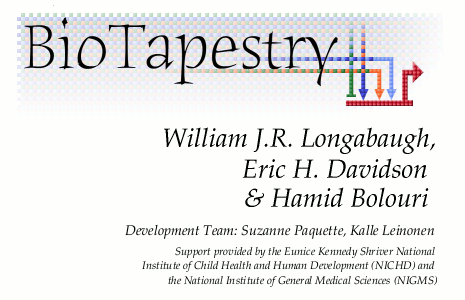 BioTapestry
William J.R. Longabaugh,
Eric H. Davidson
& Hamid Bolouri
Development Team: Suzanne Paquette, Kalle Leinonen
Support provided by the Eunice Kennedy Shriver National
Institute of Child Health and Human Development (NICHD) and
the National Institute of General Medical Sciences (NIGMS)